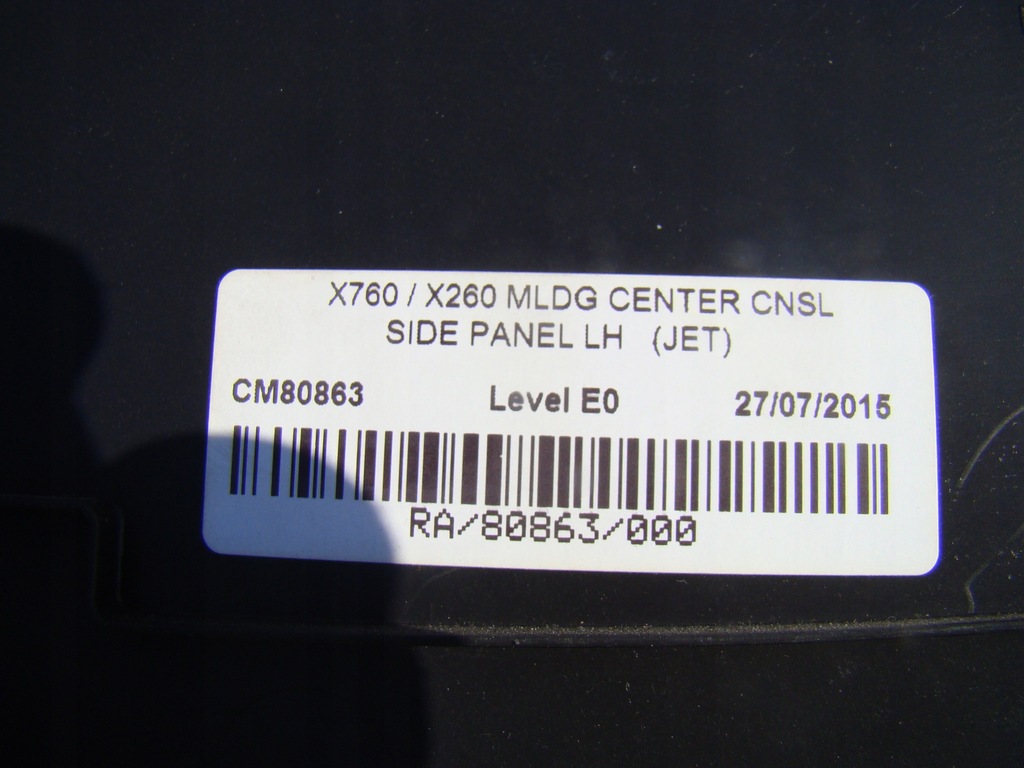 X760 / X260 MLDG CENTER CNSL
SIDE PANEL LH (JET)
CM80863 Level E0 27/07/2015
RA/80863/000